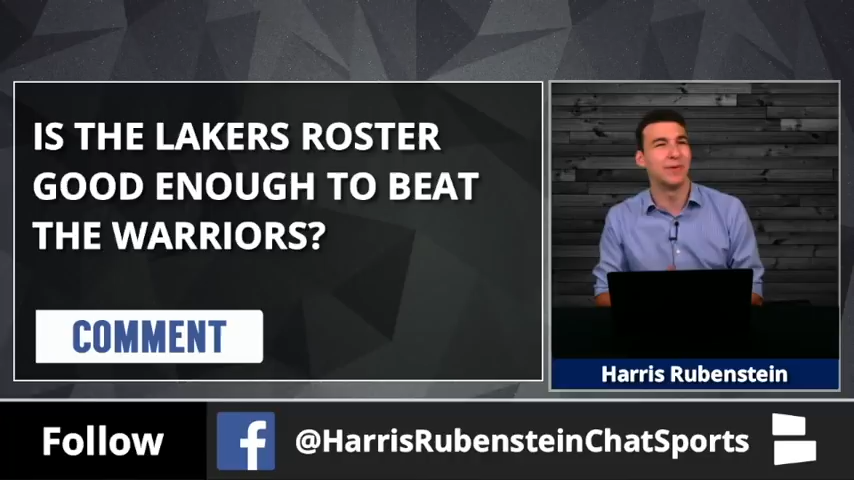 IS THE LAKERS ROSTER
GOOD ENOUGH TO BEAT
THE WARRIORS?
COMMENT
Harris Rubenstein
Follow
f
@HarrisRubensteinChatSports